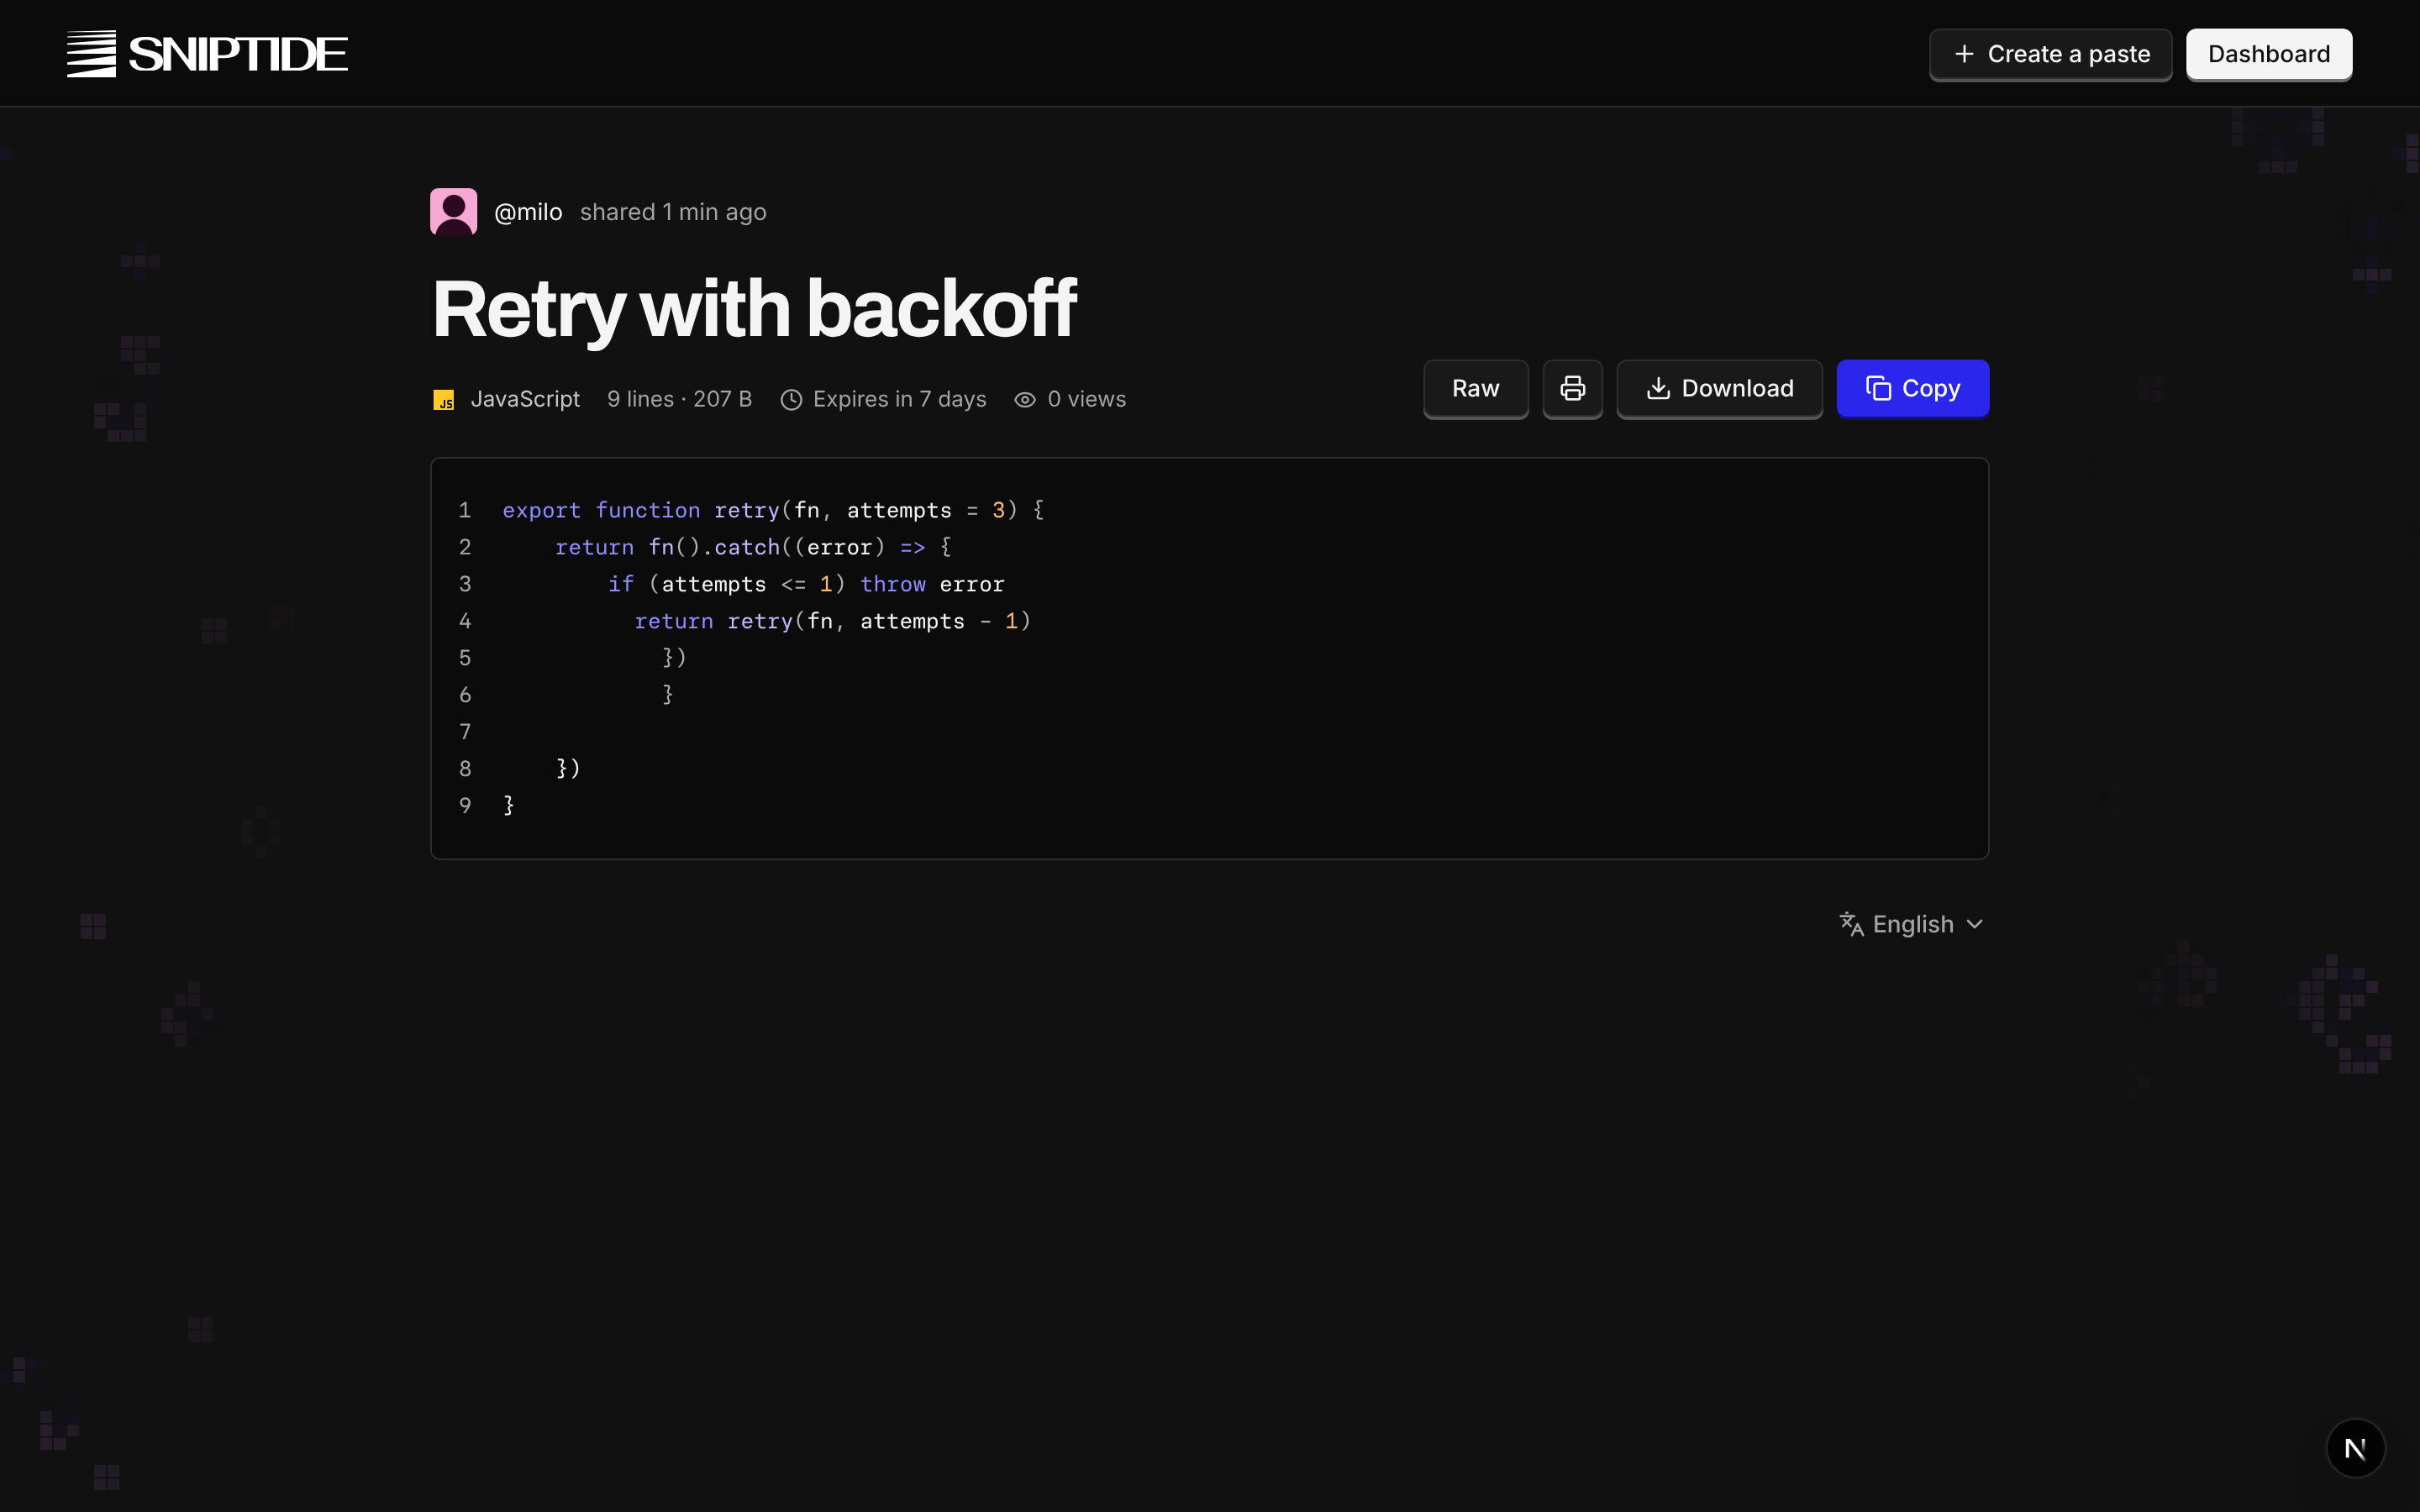 SNIPTIDE
Create a paste
Dashboard
@milo shared 1 min ago
Retry with backoff
JS JavaScript 9 lines · 207 B Expires in 7 days 0 views
Raw
Download
Copy
1 export function retry(fn, attempts = 3) {
2     return fn().catch((error) => {
3         if (attempts <= 1) throw error
4           return retry(fn, attempts - 1)
5             })
6             }
7
8     })
9 }
English
N